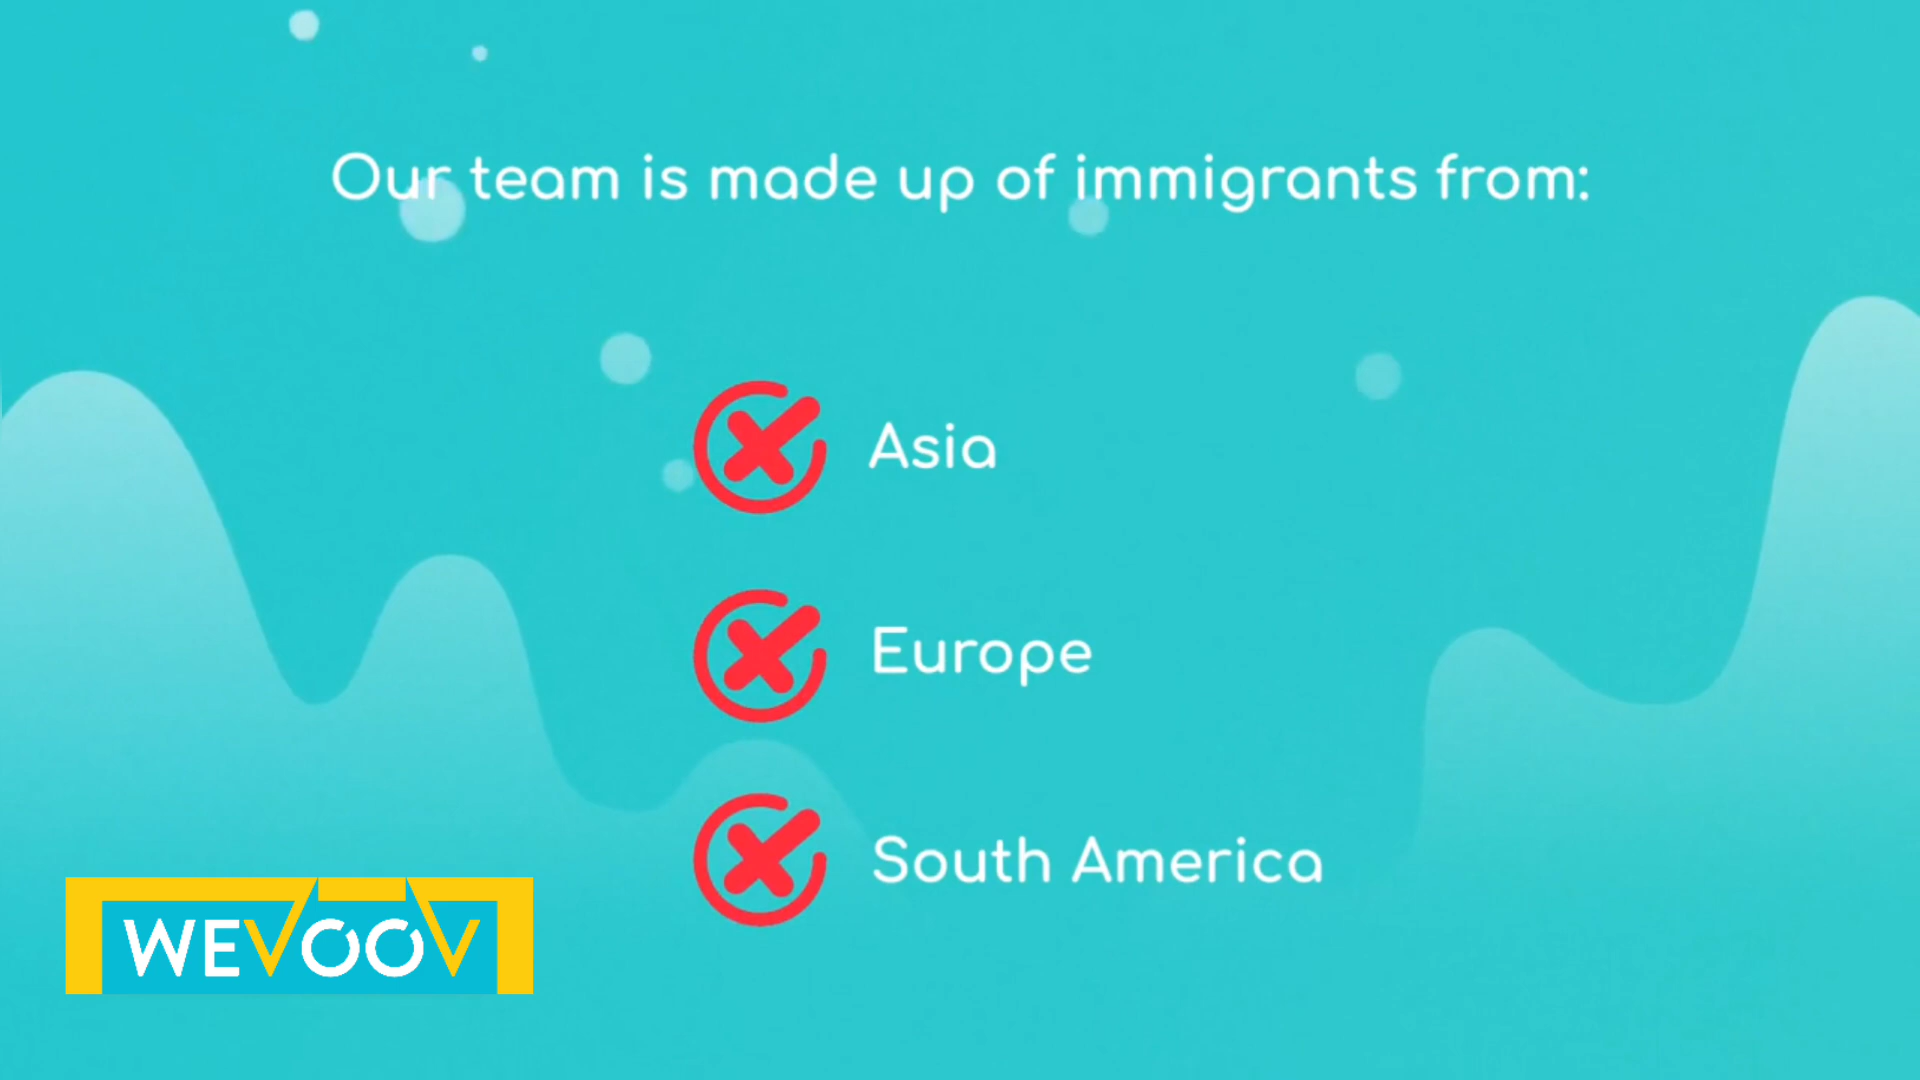 Our team is made up of immigrants from:
Asia
Europe
South America
WEVOOV